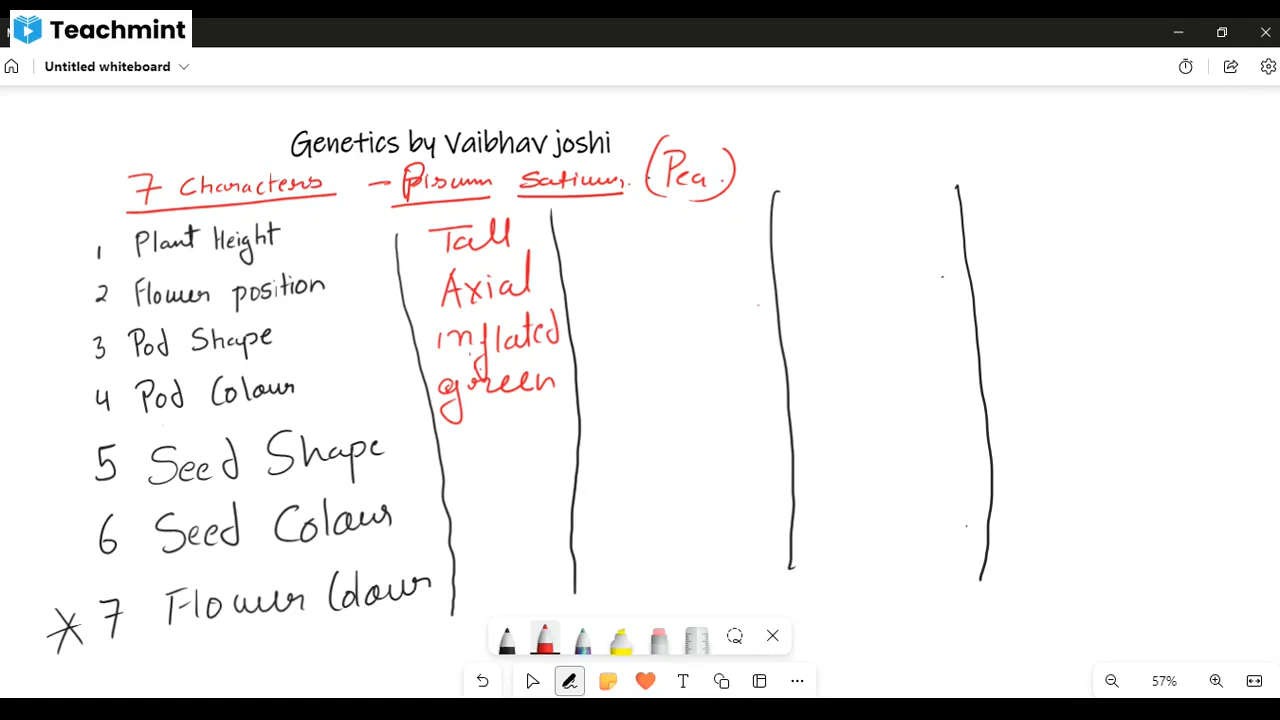 Teachmint
Untitled whiteboard
Genetics by Vaibhav joshi
7 Characters - Pisum Sativum. (Pea.)
1 Plant Height Tall
2 Flower position Axial
3 Pod Shape inflated
4 Pod Colour green
5 Seed Shape
6 Seed Colour
* 7 Flower Colour
57%